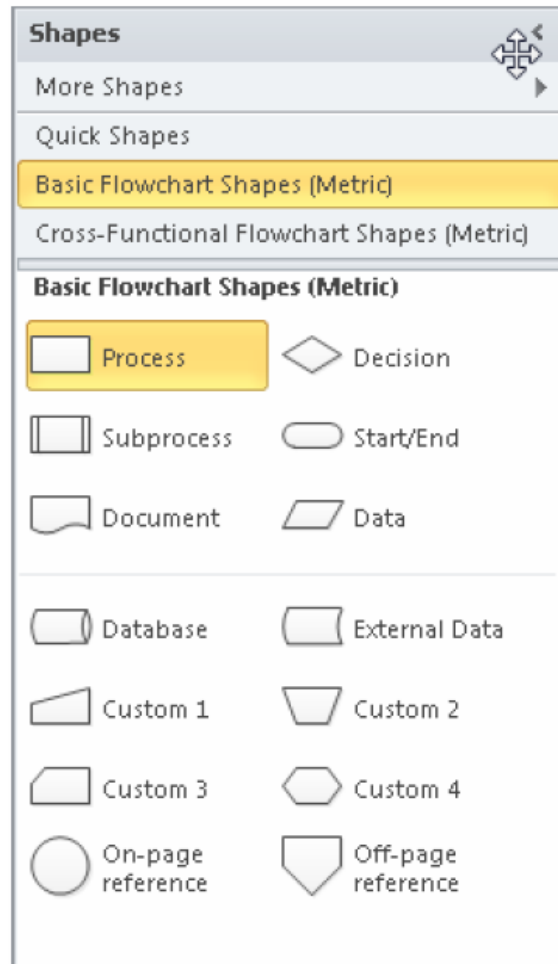 Shapes
More Shapes
Quick Shapes
Basic Flowchart Shapes (Metric)
Cross-Functional Flowchart Shapes (Metric)
Basic Flowchart Shapes (Metric)
Process Decision
Subprocess Start/End
Document Data
Database External Data
Custom 1 Custom 2
Custom 3 Custom 4
On-page Off-page
reference reference